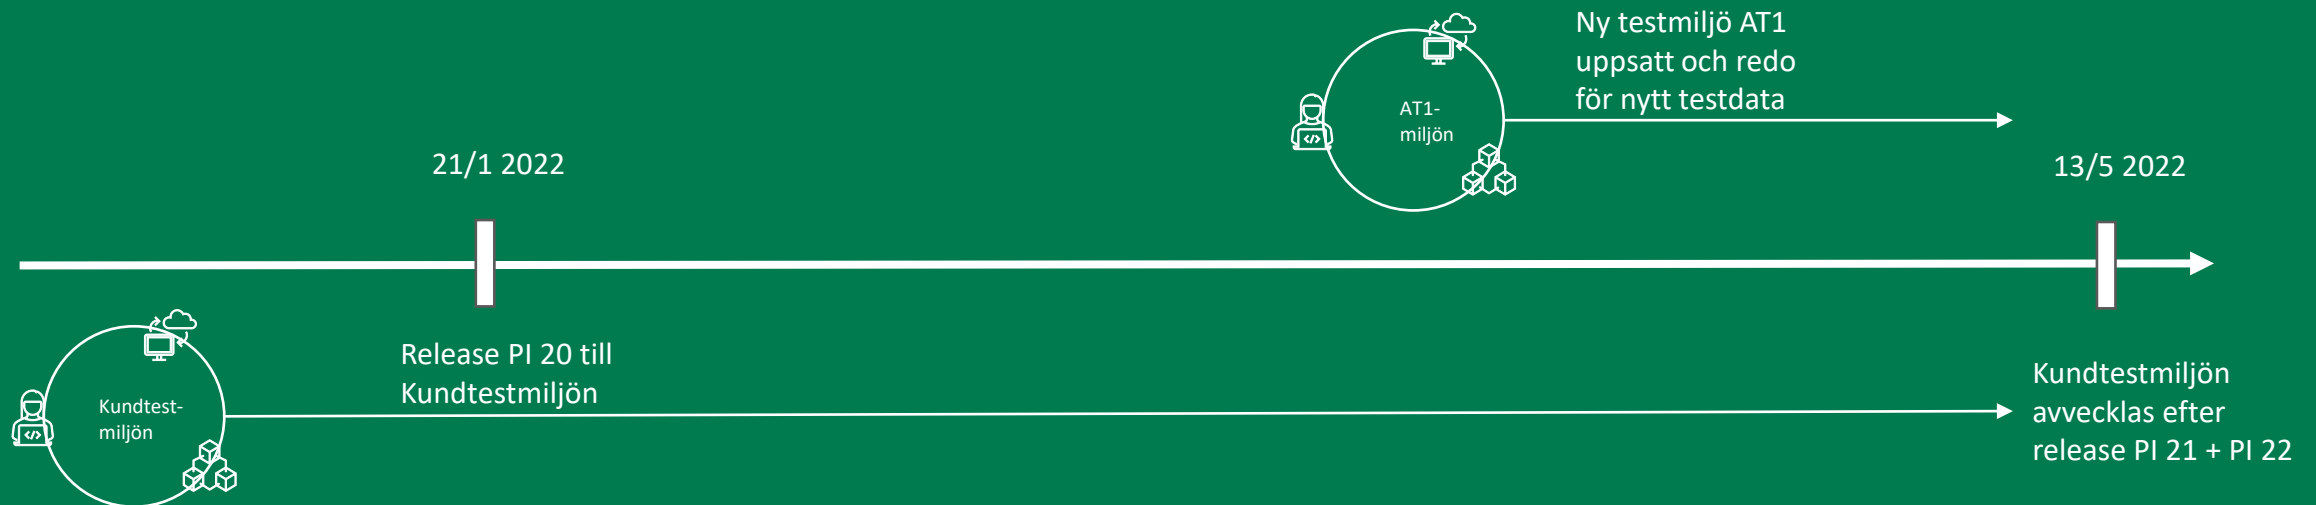 Ny testmiljö AT1
uppsatt och redo
för nytt testdata
AT1-
miljön
21/1 2022
13/5 2022
Release PI 20 till
Kundtestmiljön
Kundtest-
miljön
Kundtestmiljön
avvecklas efter
release PI 21 + PI 22